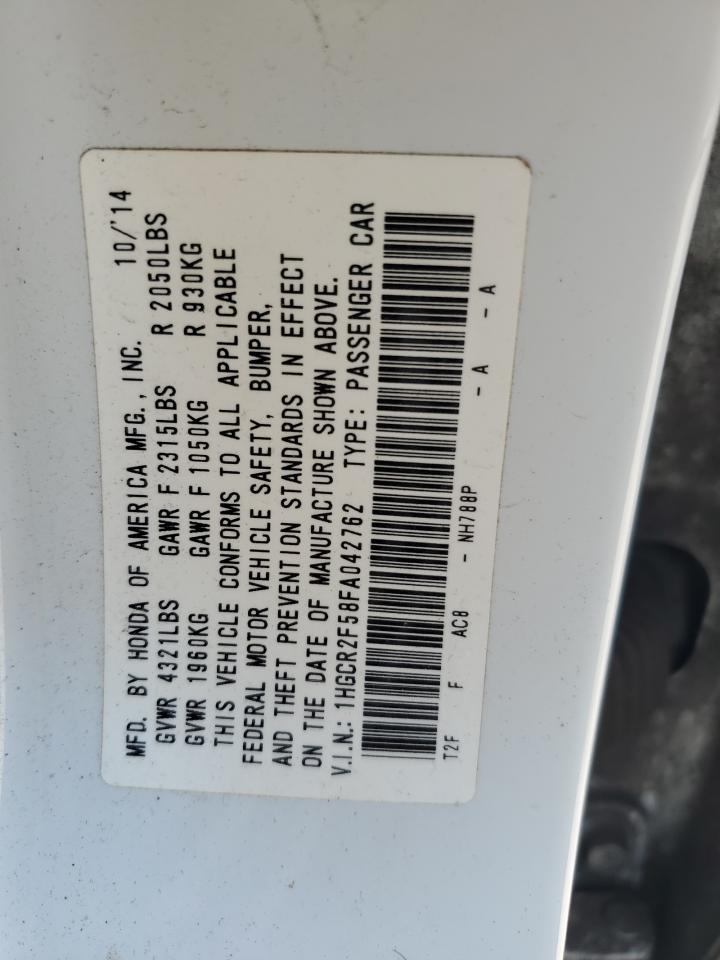 MFD. BY HONDA OF AMERICA MFG., INC. 10/'14
GVWR 4321LBS GAWR F 2315LBS R 2050LBS
GVWR 1960KG GAWR F 1050KG R 930KG
THIS VEHICLE CONFORMS TO ALL APPLICABLE
FEDERAL MOTOR VEHICLE SAFETY, BUMPER,
AND THEFT PREVENTION STANDARDS IN EFFECT
ON THE DATE OF MANUFACTURE SHOWN ABOVE.
V.I.N.: 1HGCR2F58FA042762 TYPE: PASSENGER CAR
T2F F AC8 - NH788P - A - A